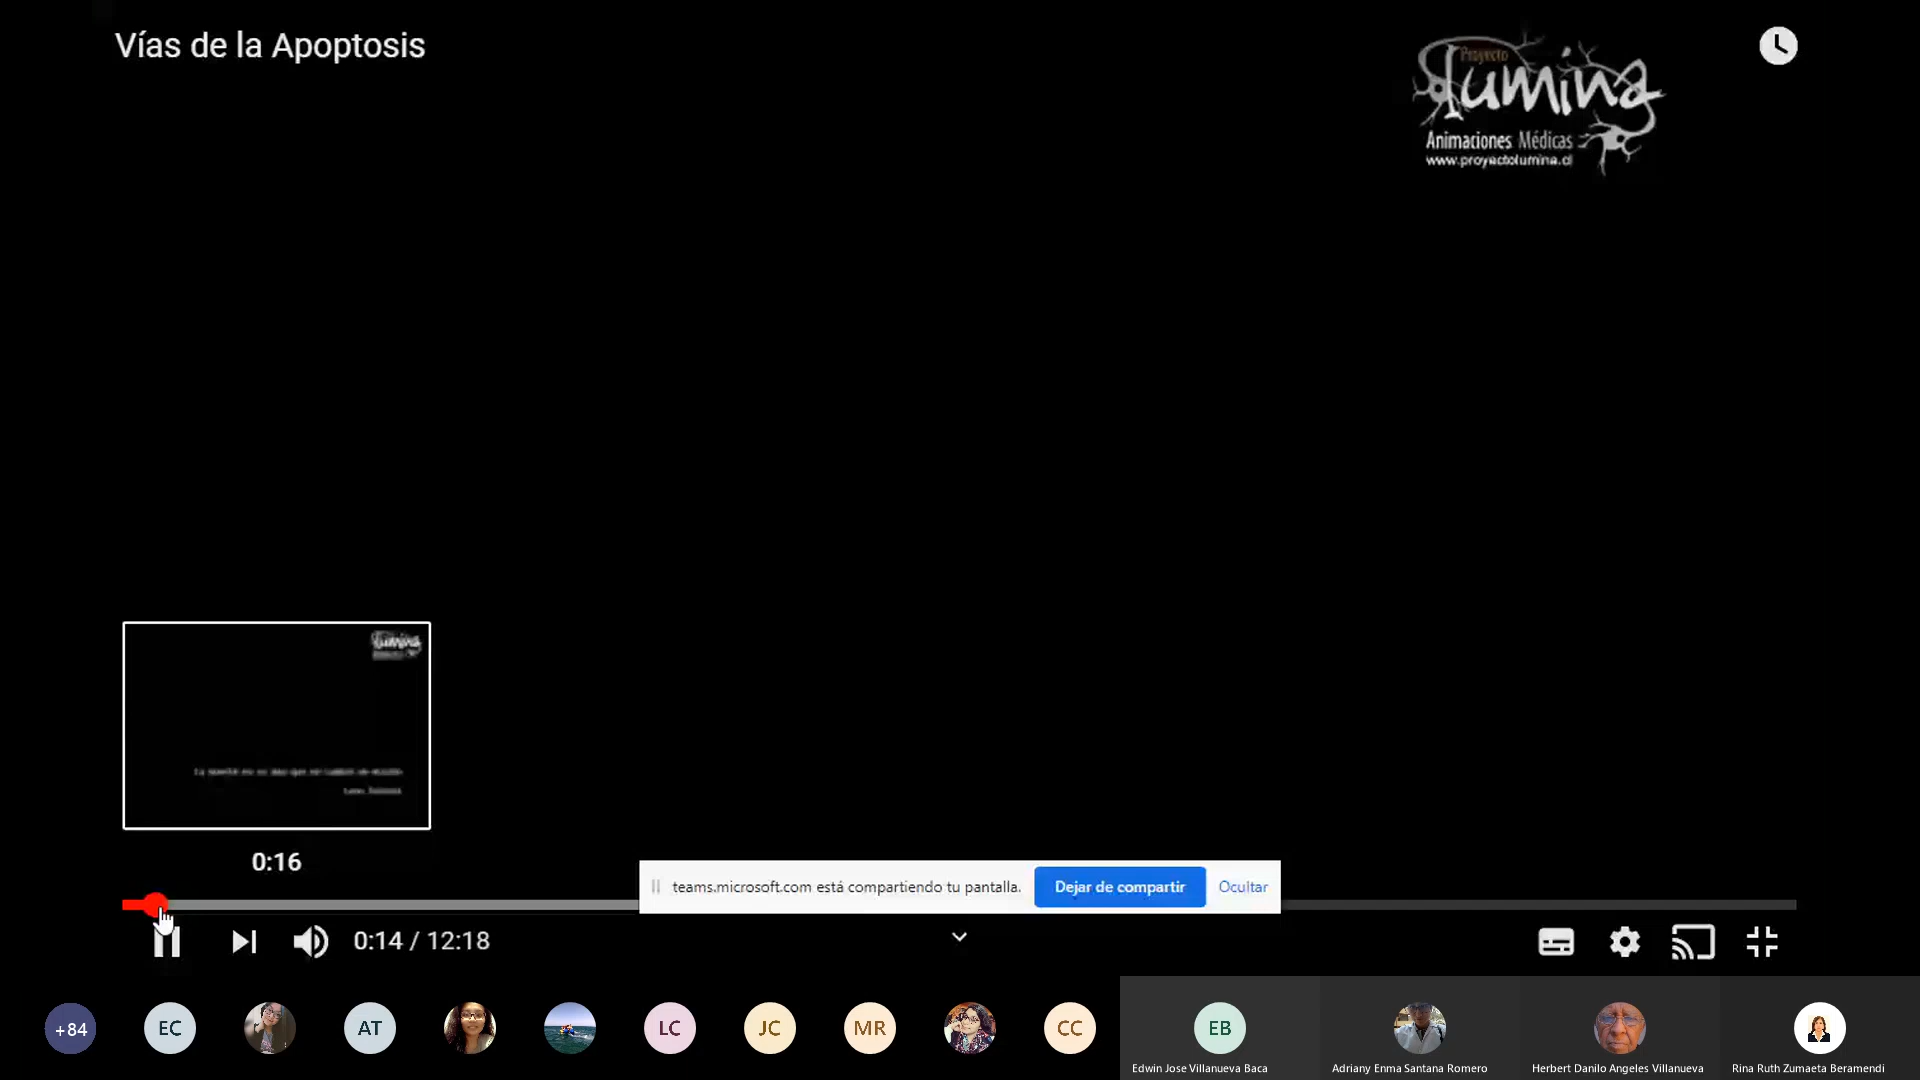 Vías de la Apoptosis
Proyecto
Lumina
Animaciones Médicas
www.proyectolumina.cl
0:16
teams.microsoft.com está compartiendo tu pantalla.
Dejar de compartir
Ocultar
0:14 / 12:18
+84
EC
AT
LC
JC
MR
CC
EB
Edwin Jose Villanueva Baca
Adriany Enma Santana Romero
Herbert Danilo Angeles Villanueva
Rina Ruth Zumaeta Beramendi